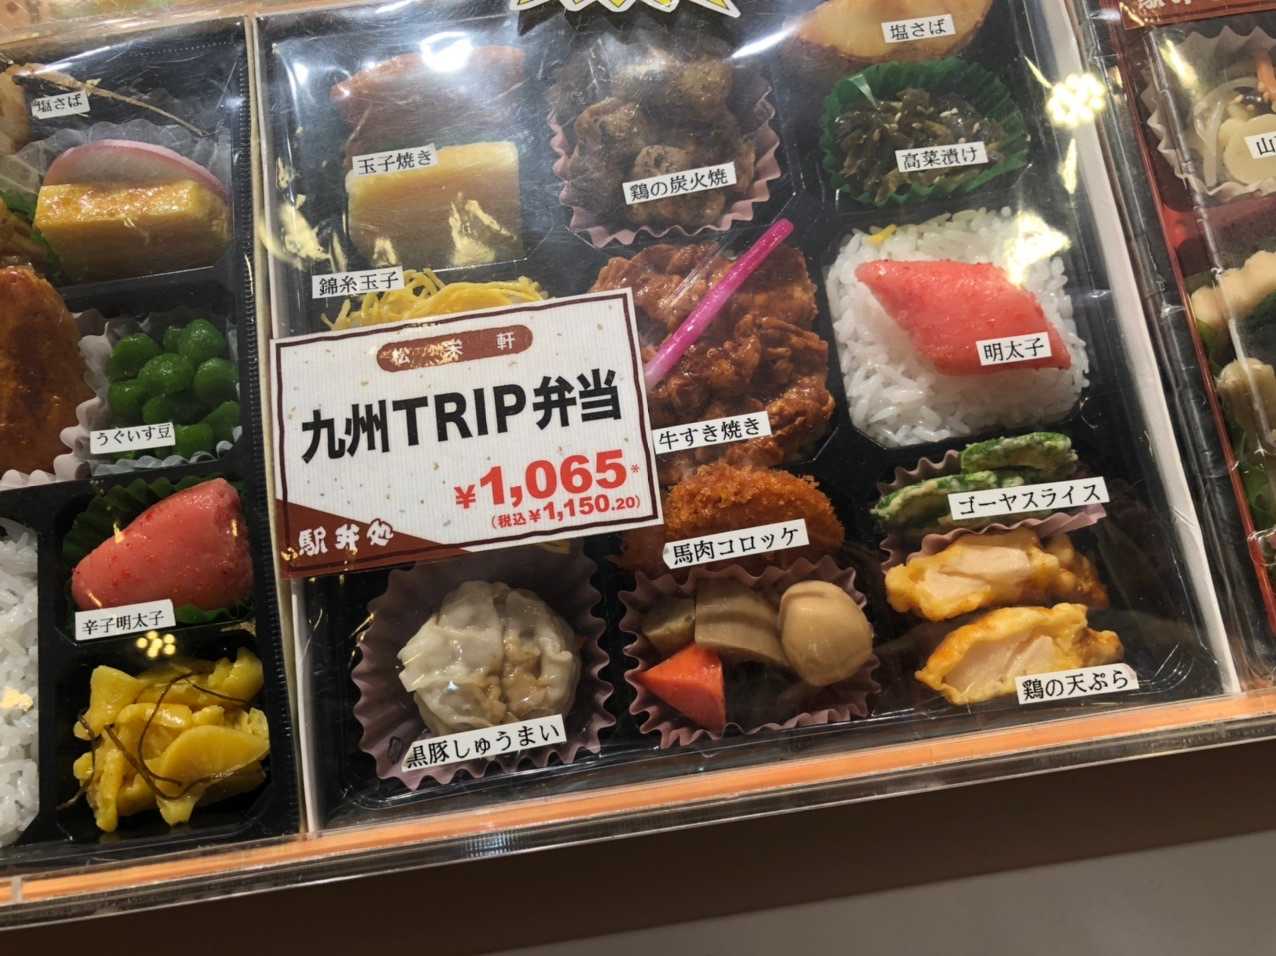 塩さば
塩さば
玉子焼き
鶏の炭火焼
高菜漬け
山
錦糸玉子
明太子
松栄軒
九州TRIP弁当
¥1,065*
(税込¥1,150.20)
駅弁処
牛すき焼き
うぐいす豆
ゴーヤスライス
馬肉コロッケ
辛子明太子
鶏の天ぷら
黒豚しゅうまい